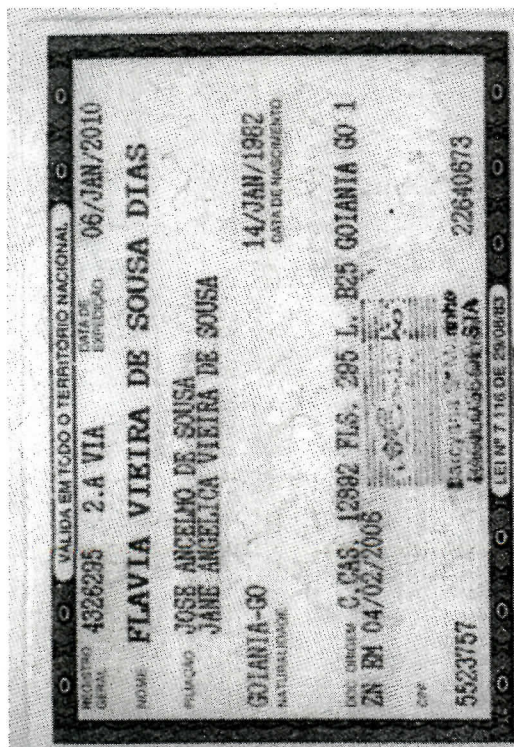 VÁLIDA EM TODO O TERRITÓRIO NACIONAL
REGISTRO GERAL 4326295 2.A VIA DATA DE EXPEDIÇÃO 06/JAN/2010
NOME FLAVIA VIEIRA DE SOUSA DIAS
FILIAÇÃO JOSE ANCELMO DE SOUSA
JANE ANGELICA VIEIRA DE SOUSA
GOIANIA-GO 14/JAN/1982
NATURALIDADE DATA DE NASCIMENTO
DOC. ORIGEM C.CAS. 12892 FLS. 295 L. B25 GOIANIA GO 1
ZN EM 04/02/2006
CPF
5523757 22640673
LEI Nº 7.116 DE 29/08/83